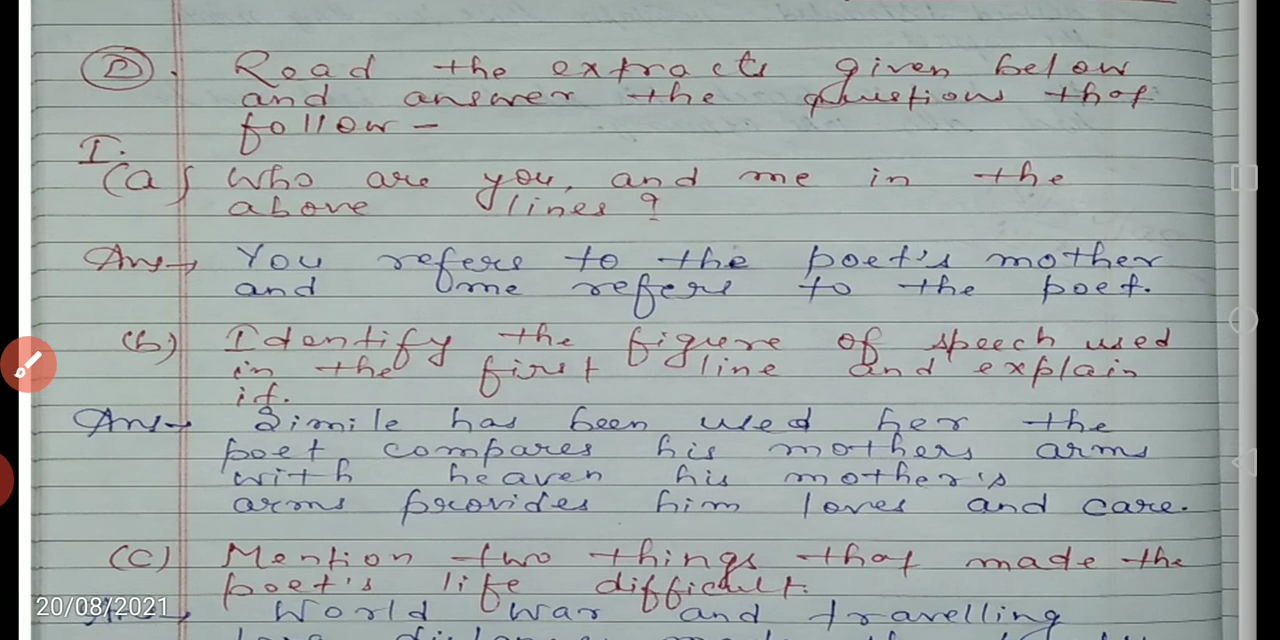 D. Read the extracts given below
and answer the questions that
follow -
I.
(a) Who are you, and me in the
above lines?
Ans→ You refers to the poet's mother
and me refers to the poet.
(b) Identify the figure of speech used
in the first line and explain
it.
Ans→ Simile has been used her the
poet compares his mothers arms
with heaven his mother's
arms provides him loves and care.
(c) Mention two things that made the
poet's life difficult.
20/08/2021
World War and travelling
long